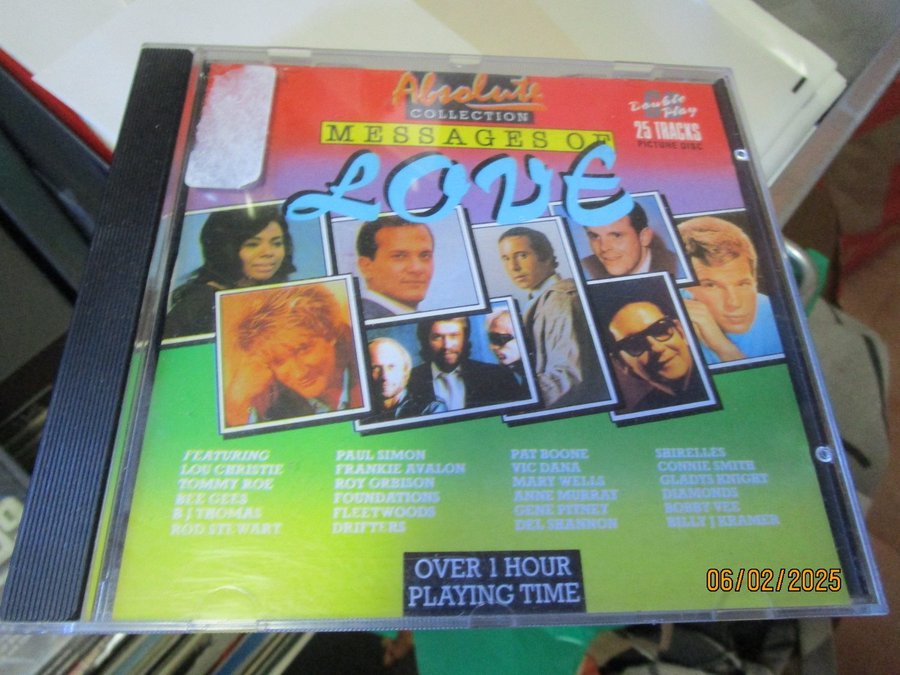 Absolute
COLLECTION
MESSAGES OF
LOVE
Double
Play
25 TRACKS
PICTURE DISC
FEATURING
LOU CHRISTIE
TOMMY ROE
BEE GEES
B J THOMAS
ROD STEWART
PAUL SIMON
FRANKIE AVALON
ROY ORBISON
FOUNDATIONS
FLEETWOODS
DRIFTERS
PAT BOONE
VIC DANA
MARY WELLS
ANNE MURRAY
GENE PITNEY
DEL SHANNON
SHIRELLES
CONNIE SMITH
GLADYS KNIGHT
DIAMONDS
BOBBY VEE
BILLY J KRAMER
OVER 1 HOUR
PLAYING TIME
06/02/2025